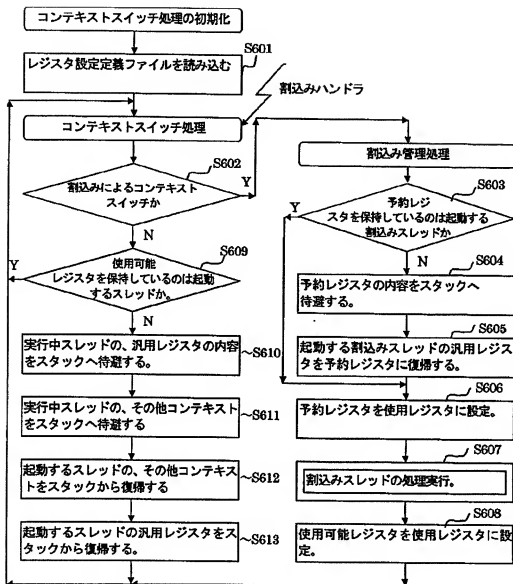 コンテキストスイッチ処理の初期化
S601
レジスタ設定定義ファイルを読み込む
割込みハンドラ
コンテキストスイッチ処理
S602
割込みによるコンテキスト
スイッチか
Y
N
S609
使用可能
レジスタを保持しているのは起動
するスレッドか。
Y
N
実行中スレッドの、汎用レジスタの内容
をスタックへ待避する。
S610
実行中スレッドの、その他コンテキスト
をスタックへ待避する
S611
起動するスレッドの、その他コンテキス
トをスタックから復帰する
S612
起動するスレッドの汎用レジスタをス
タックから復帰する。
S613
割込み管理処理
S603
予約レジ
スタを保持しているのは起動する
割込みスレッドか
Y
N
S604
予約レジスタの内容をスタックへ
待避する。
S605
起動する割込みスレッドの汎用レジス
タを予約レジスタに復帰する。
S606
予約レジスタを使用レジスタに設定。
S607
割込みスレッドの処理実行。
S608
使用可能レジスタを使用レジスタに設
定。